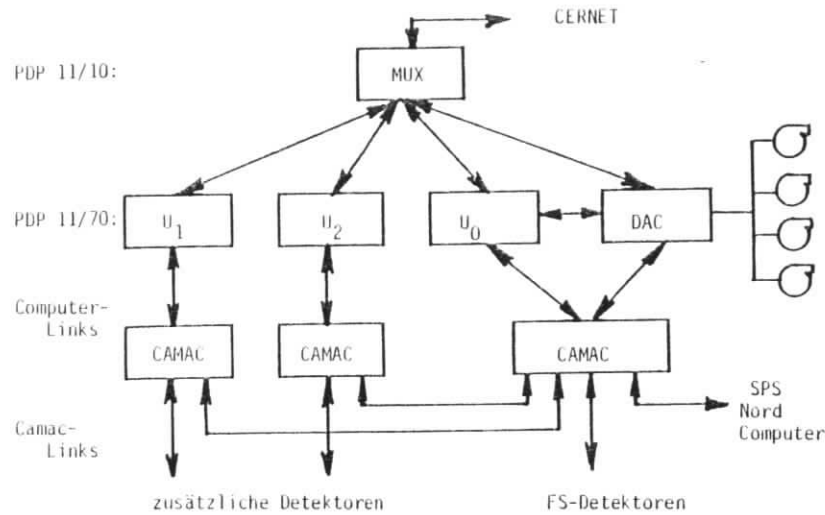 CERNET
PDP 11/10:
MUX
PDP 11/70:
U1
U2
U0
DAC
Computer-
Links
CAMAC
CAMAC
CAMAC
SPS
Nord
Computer
Camac-
Links
zusätzliche Detektoren
FS-Detektoren